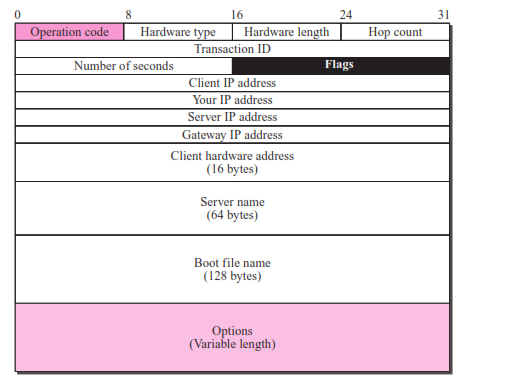 0 8 16 24 31
Operation code Hardware type Hardware length Hop count
Transaction ID
Number of seconds Flags
Client IP address
Your IP address
Server IP address
Gateway IP address
Client hardware address
(16 bytes)
Server name
(64 bytes)
Boot file name
(128 bytes)
Options
(Variable length)